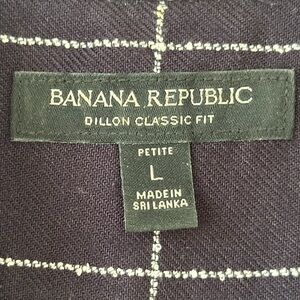 BANANA REPUBLIC
DILLON CLASSIC FIT
PETITE
L
MADE IN
SRI LANKA